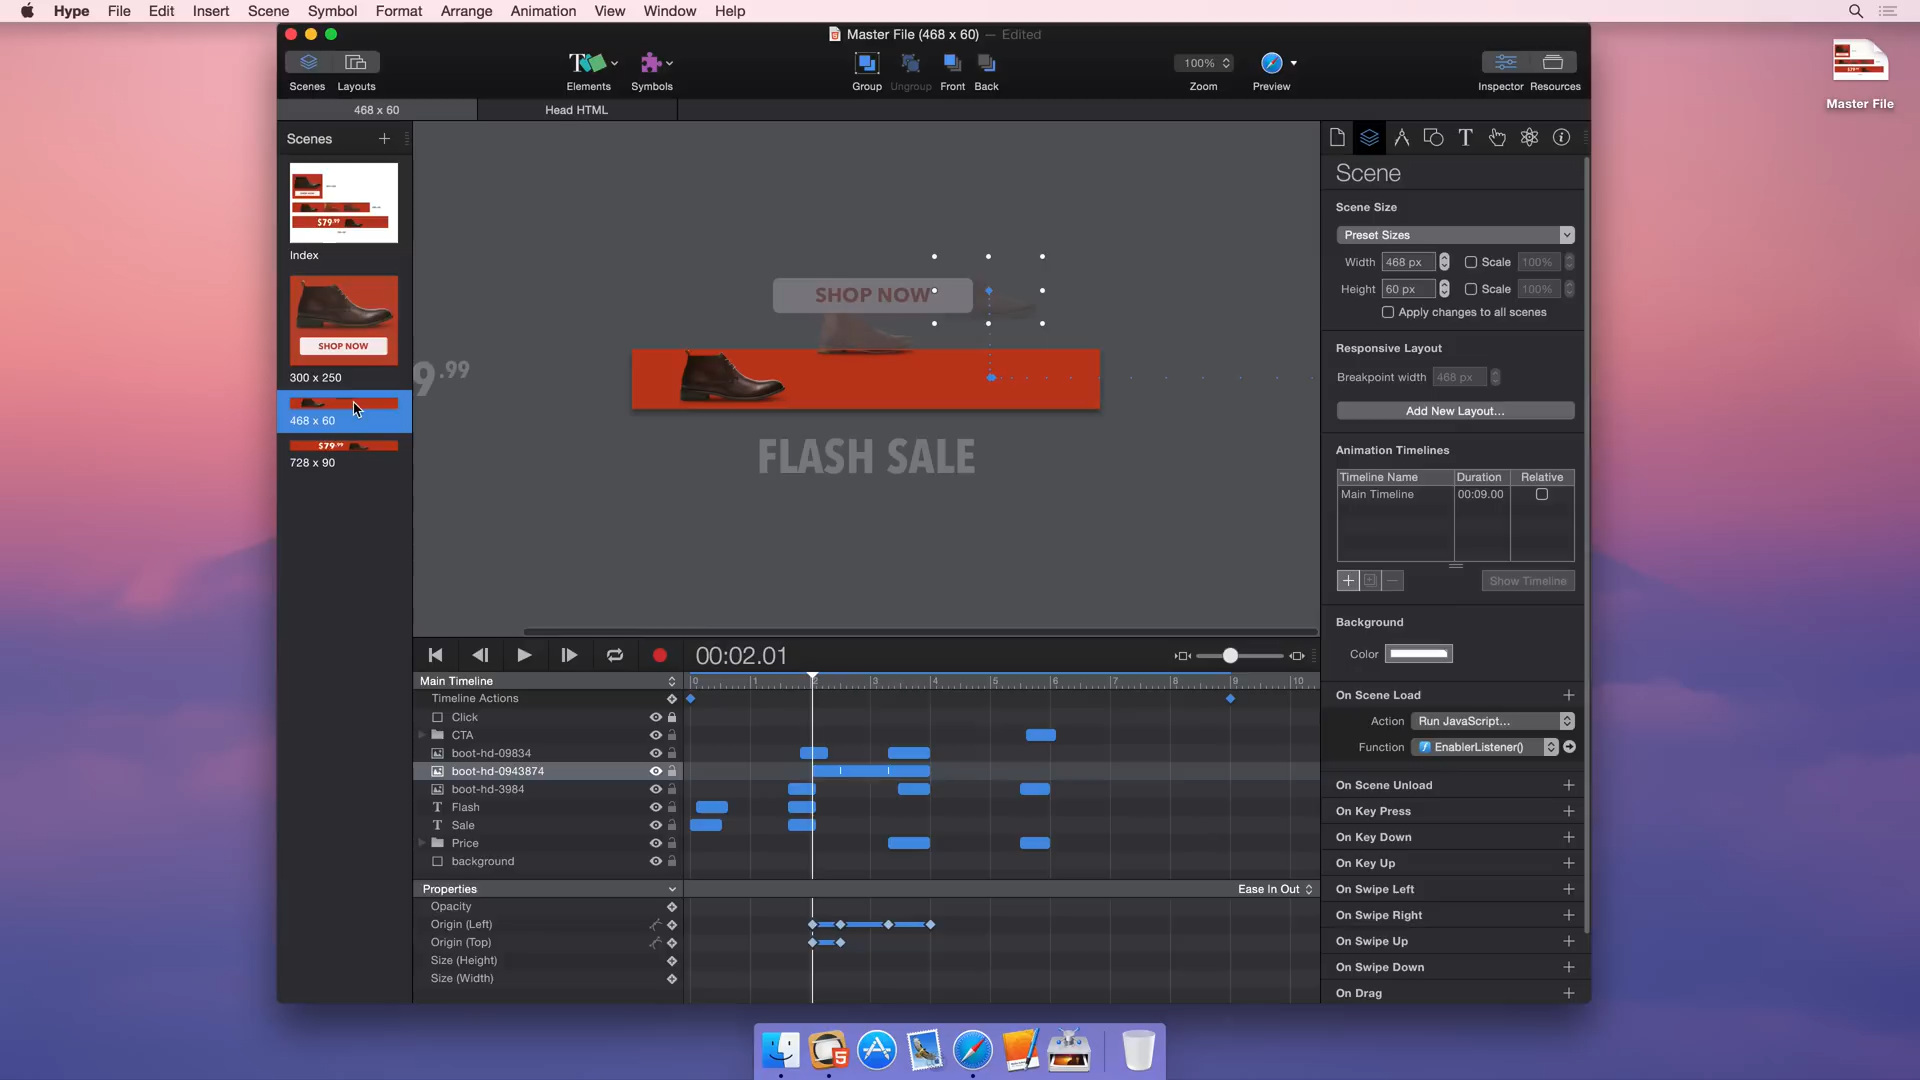 Hype File Edit Insert Scene Symbol Format Arrange Animation View Window Help
Master File (468 x 60) — Edited
100%
Scenes Layouts Elements Symbols Group Ungroup Front Back Zoom Preview Inspector Resources
468 x 60 Head HTML
Master File
Scenes
Index
SHOP NOW
300 x 250
468 x 60
$79.99
728 x 90
SHOP NOW
9.99
FLASH SALE
Scene
Scene Size
Preset Sizes
Width 468 px Scale 100%
Height 60 px Scale 100%
Apply changes to all scenes
Responsive Layout
Breakpoint width 468 px
Add New Layout...
Animation Timelines
Timeline Name Duration Relative
Main Timeline 00:09.00
Show Timeline
Background
Color
On Scene Load
Action Run JavaScript...
Function EnablerListener()
On Scene Unload
On Key Press
On Key Down
On Key Up
On Swipe Left
On Swipe Right
On Swipe Up
On Swipe Down
On Drag
00:02.01
Main Timeline 0 1 2 3 4 5 6 7 8 9 10
Timeline Actions
Click
CTA
boot-hd-09834
boot-hd-0943874
boot-hd-3984
Flash
Sale
Price
background
Properties Ease In Out
Opacity
Origin (Left)
Origin (Top)
Size (Height)
Size (Width)